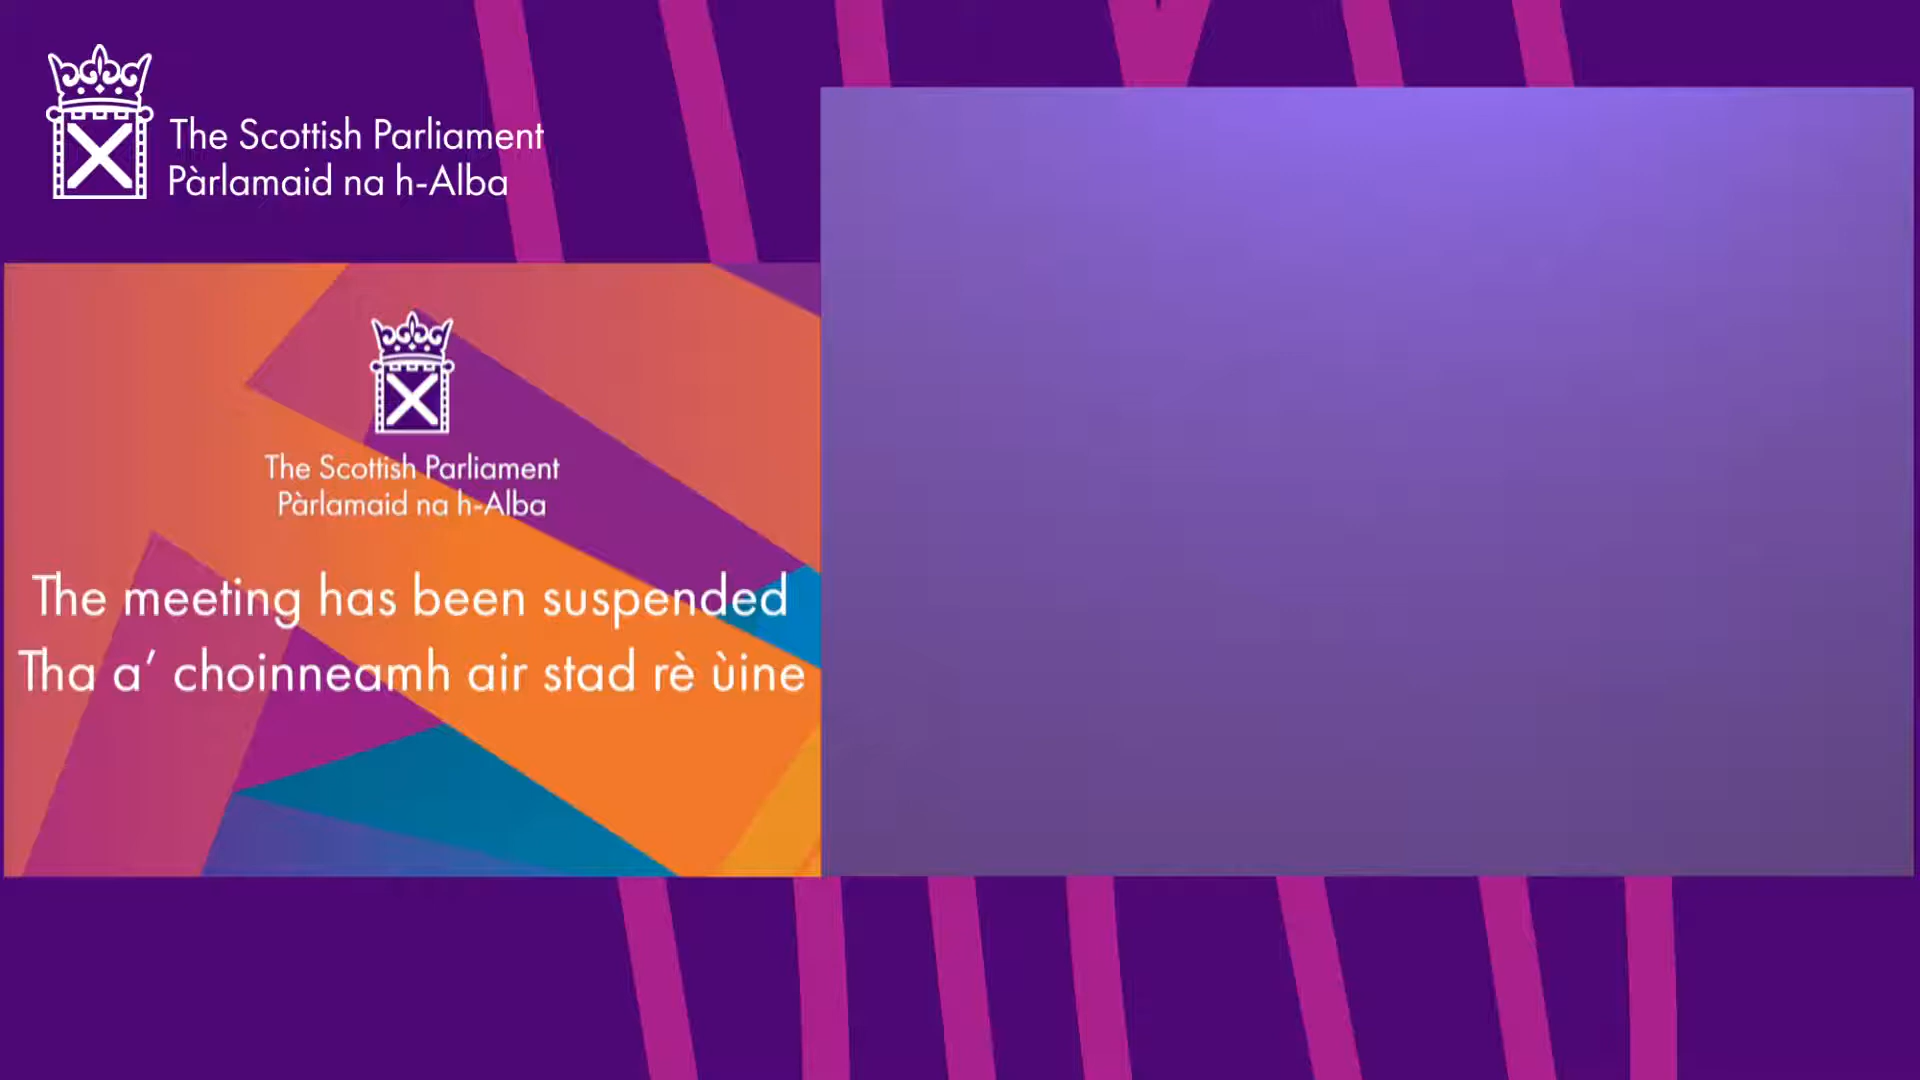 The Scottish Parliament
Pàrlamaid na h-Alba
The Scottish Parliament
Pàrlamaid na h-Alba
The meeting has been suspended
Tha a’ choinneamh air stad rè ùine